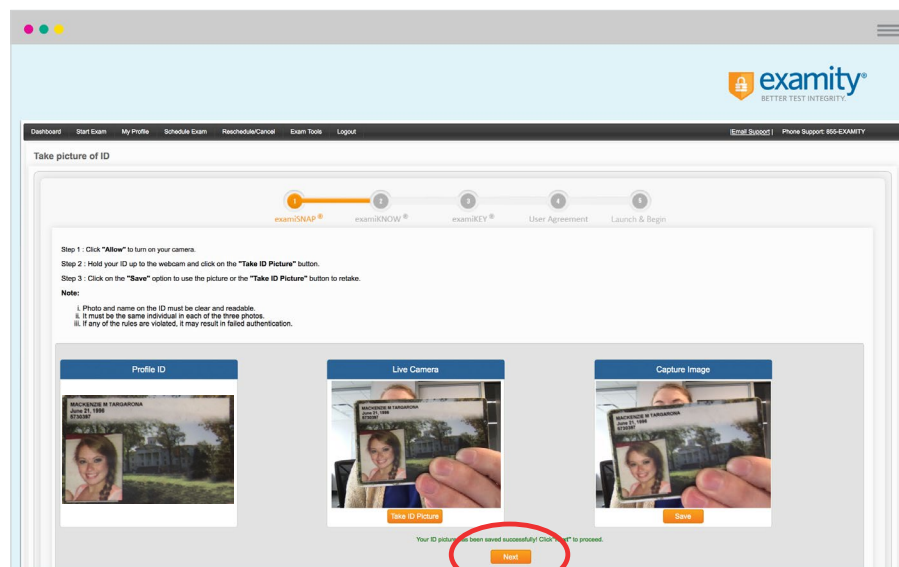 examity®
BETTER TEST INTEGRITY.
Dashboard Start Exam My Profile Schedule Exam Reschedule/Cancel Exam Tools Logout |Email Support| Phone Support: 855-EXAMITY
Take picture of ID
1 2 3 4 5
examiSNAP ® examiKNOW ® examiKEY ® User Agreement Launch & Begin
Step 1 : Click "Allow" to turn on your camera.
Step 2 : Hold your ID up to the webcam and click on the "Take ID Picture" button.
Step 3 : Click on the "Save" option to use the picture or the "Take ID Picture" button to retake.
Note:
i. Photo and name on the ID must be clear and readable.
ii. It must be the same individual in each of the three photos.
iii. If any of the rules are violated, it may result in failed authentication.
Profile ID Live Camera Capture Image
MACKENZIE M TARGARONA
June 21, 1996
5730387
MACKENZIE M TARGARONA
June 21, 1996
5730387
MACKENZIE M TARGARONA
June 21, 1996
5730387
Take ID Picture Save
Your ID picture has been saved successfully! Click "Next" to proceed.
Next